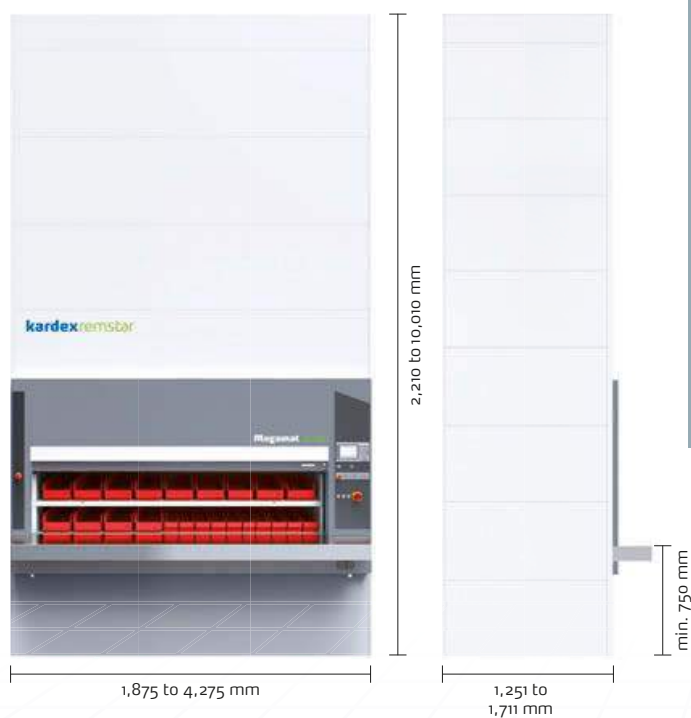 kardexremstar
Megamat
2,210 to 10,010 mm
min. 750 mm
1,875 to 4,275 mm
1,251 to
1,711 mm